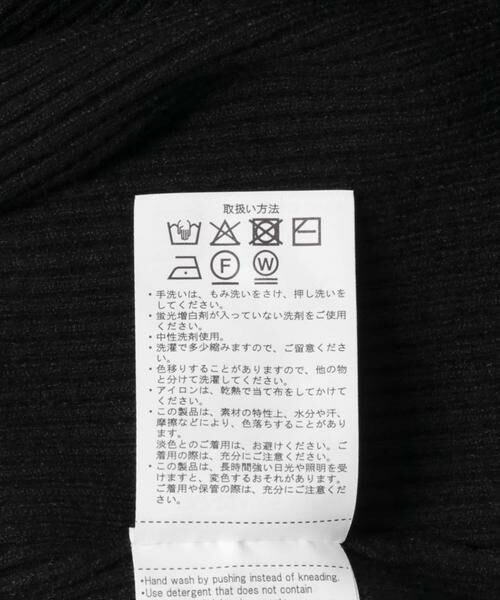 取扱い方法
F W
・手洗いは、もみ洗いをさけ、押し洗いを
してください。
・蛍光増白剤が入っていない洗剤をご使用
ください。
・中性洗剤使用。
・洗濯で多少縮みますので、ご留意くださ
い。
・色移りすることがありますので、他の物
と分けて洗濯してください。
・アイロンは、乾熱で当て布をしてかけて
ください。
・この製品は、素材の特性上、水分や汗、
摩擦などにより、色落ちすることがあり
ます。
淡色とのご着用は、お避けください。ご
着用の際は、充分にご注意ください。
・この製品は、長時間強い日光や照明を受
けますと、変色するおそれがあります。
ご着用や保管の際は、充分にご注意くだ
さい。
•Hand wash by pushing instead of kneading.
•Use detergent that does not contain